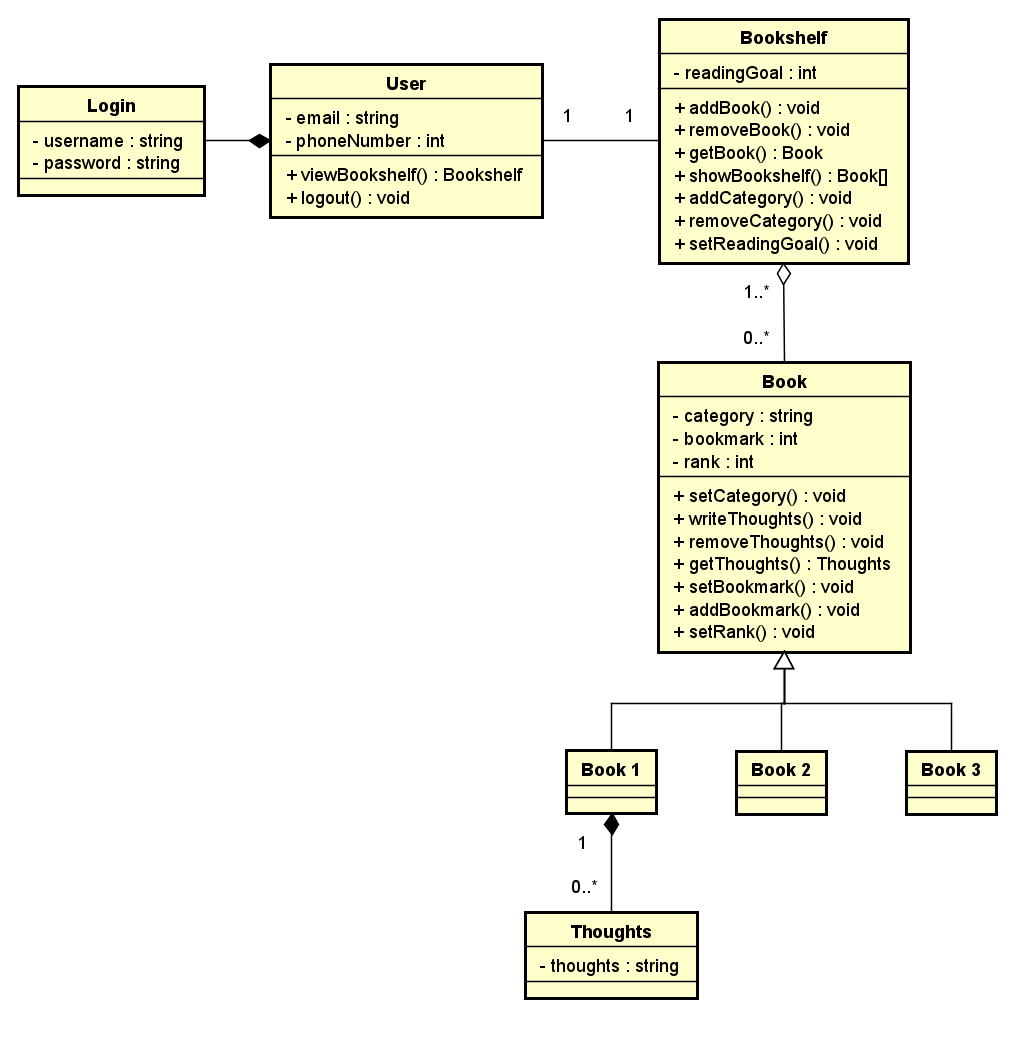 Login
- username : string
- password : string
User
- email : string
- phoneNumber : int
+ viewBookshelf() : Bookshelf
+ logout() : void
1
1
Bookshelf
- readingGoal : int
+ addBook() : void
+ removeBook() : void
+ getBook() : Book
+ showBookshelf() : Book[]
+ addCategory() : void
+ removeCategory() : void
+ setReadingGoal() : void
1..*
0..*
Book
- category : string
- bookmark : int
- rank : int
+ setCategory() : void
+ writeThoughts() : void
+ removeThoughts() : void
+ getThoughts() : Thoughts
+ setBookmark() : void
+ addBookmark() : void
+ setRank() : void
Book 1
Book 2
Book 3
1
0..*
Thoughts
- thoughts : string